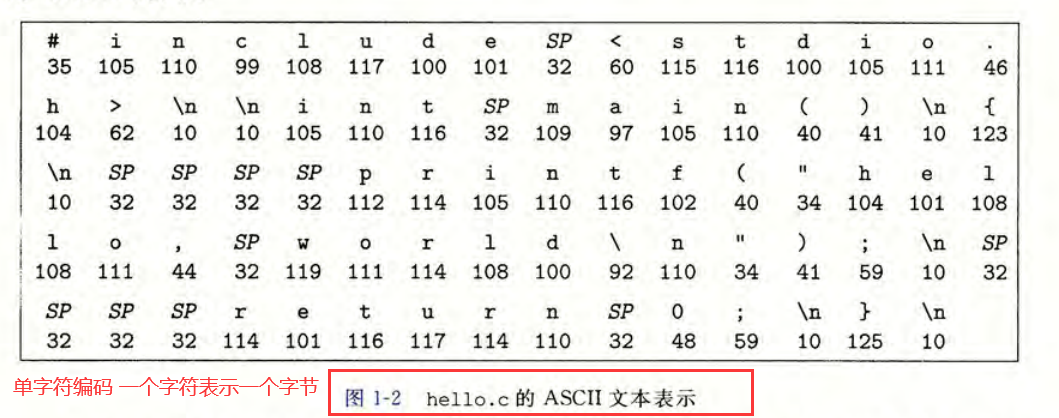 # i n c l u d e SP < s t d i o .
35 105 110 99 108 117 100 101 32 60 115 116 100 105 111 46
h > \n \n i n t SP m a i n ( ) \n {
104 62 10 10 105 110 116 32 109 97 105 110 40 41 10 123
\n SP SP SP SP p r i n t f ( " h e l
10 32 32 32 32 112 114 105 110 116 102 40 34 104 101 108
l o , SP w o r l d \ n " ) ; \n SP
108 111 44 32 119 111 114 108 100 92 110 34 41 59 10 32
SP SP SP r e t u r n SP 0 ; \n } \n
32 32 32 114 101 116 117 114 110 32 48 59 10 125 10
单字符编码 一个字符表示一个字节
图 1-2 hello.c 的 ASCII 文本表示